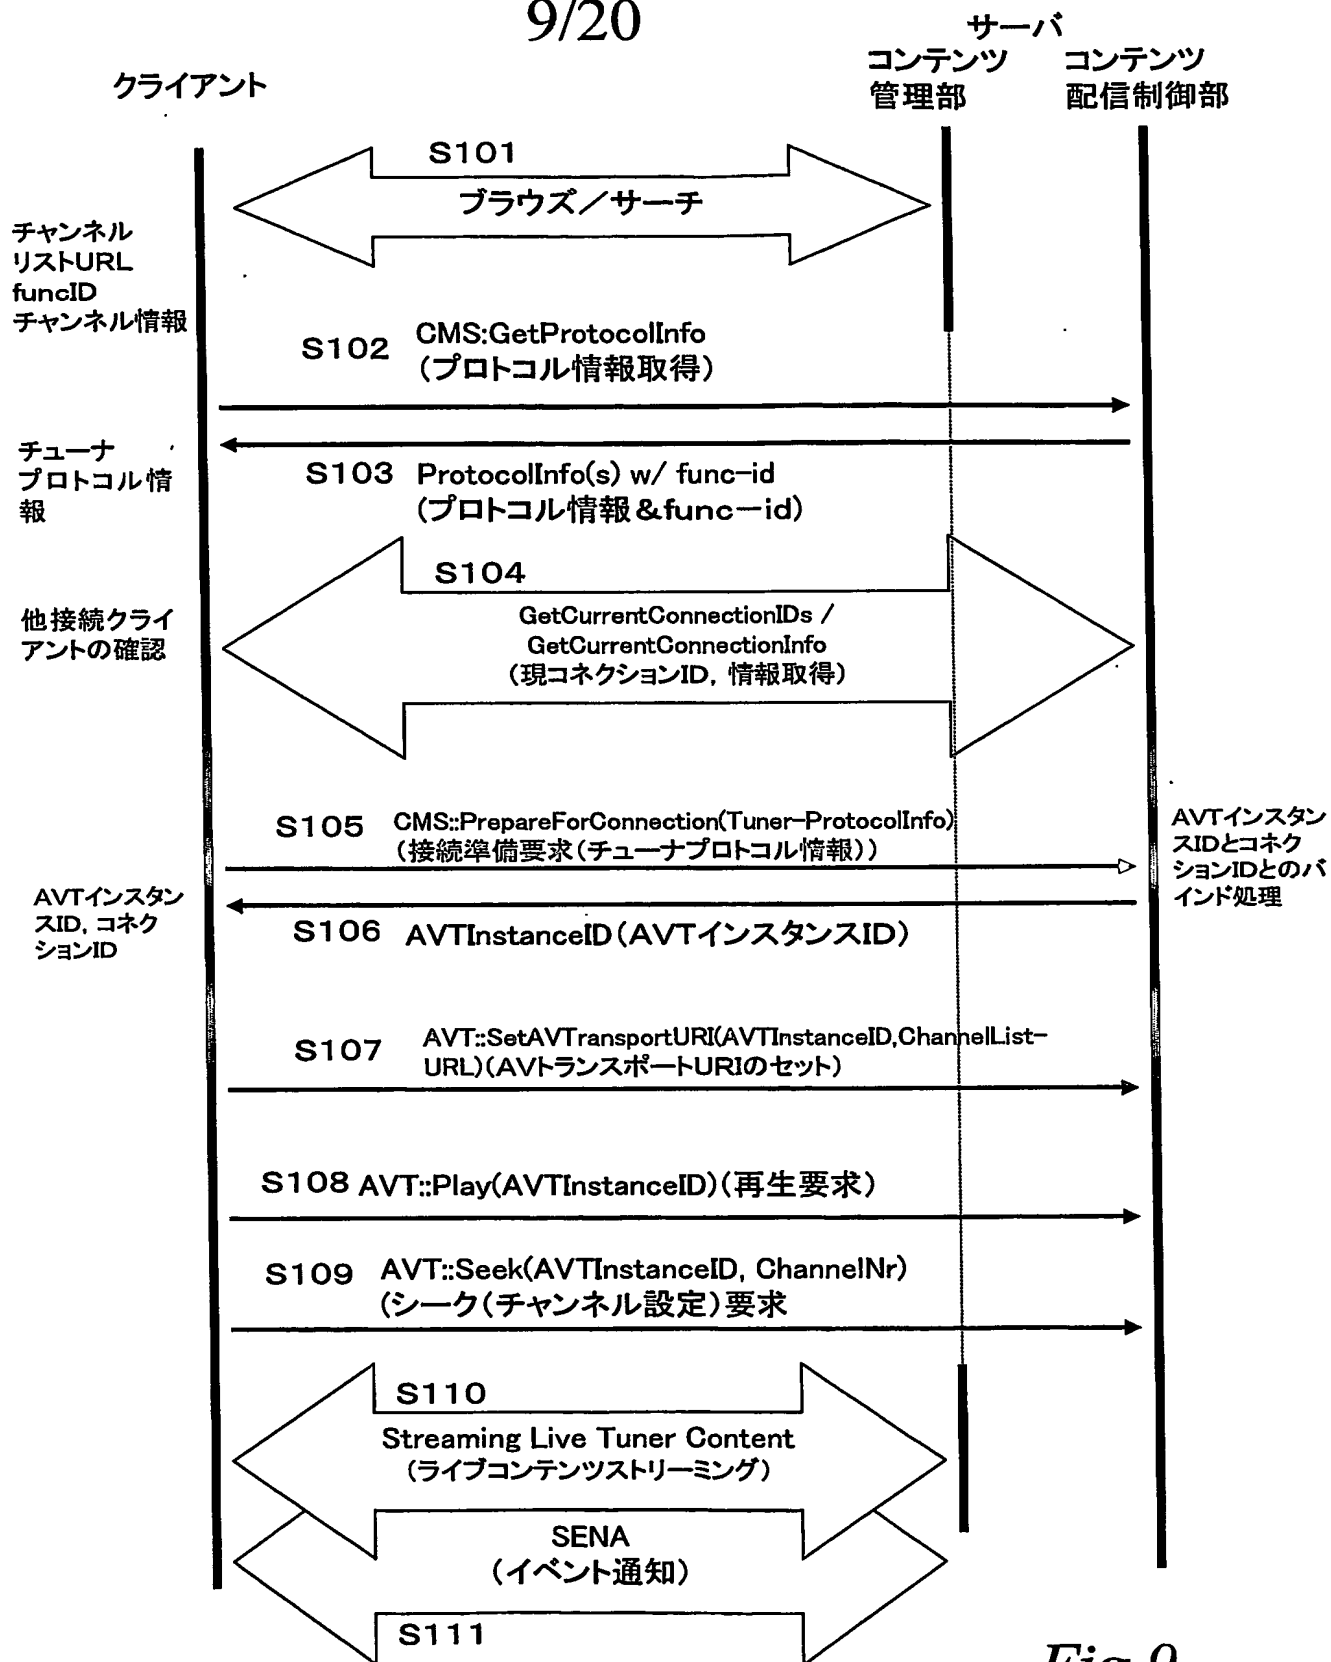 9/20
サーバ
クライアント
コンテンツ
管理部
コンテンツ
配信制御部
S101
ブラウズ／サーチ
チャンネル
リストURL
funcID
チャンネル情報
S102
CMS:GetProtocolInfo
(プロトコル情報取得)
チューナ
プロトコル情
報
S103
ProtocolInfo(s) w/ func-id
(プロトコル情報&func-id)
S104
GetCurrentConnectionIDs /
GetCurrentConnectionInfo
(現コネクションID, 情報取得)
他接続クライ
アントの確認
S105
CMS::PrepareForConnection(Tuner-ProtocolInfo)
(接続準備要求(チューナプロトコル情報))
AVTインスタン
スIDとコネク
ションIDとのバ
インド処理
AVTインスタン
スID, コネク
ションID
S106
AVTInstanceID(AVTインスタンスID)
S107
AVT::SetAVTransportURI(AVTInstanceID,ChannelList-
URL)(AVトランスポートURIのセット)
S108
AVT::Play(AVTInstanceID)(再生要求)
S109
AVT::Seek(AVTInstanceID, ChannelNr)
(シーク(チャンネル設定)要求
S110
Streaming Live Tuner Content
(ライブコンテンツストリーミング)
SENA
(イベント通知)
S111
Fig.9